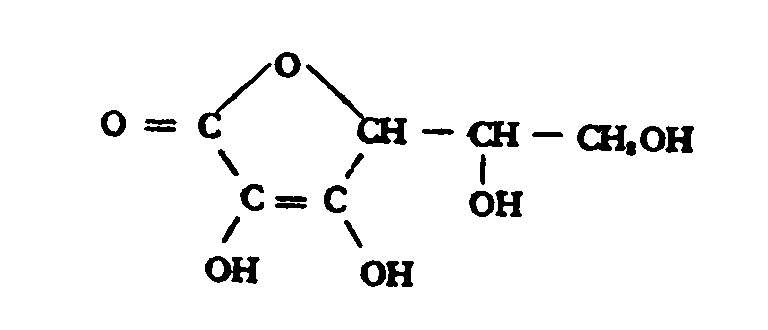 O
O = C CH – CH – CH₂OH
C = C OH
OH OH